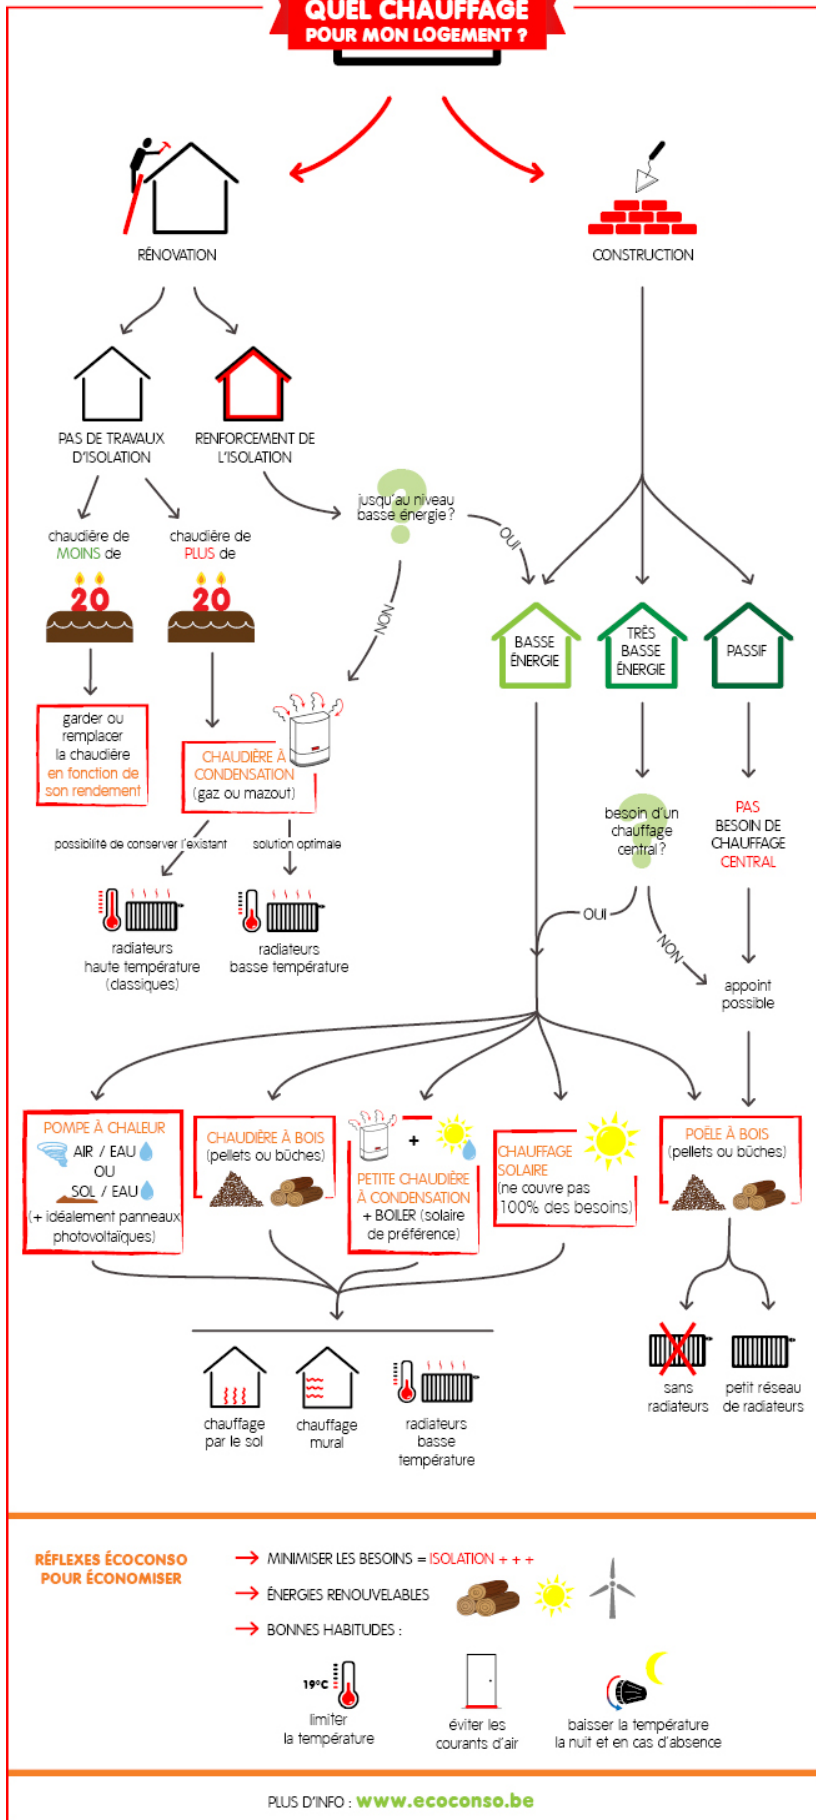 QUEL CHAUFFAGE
POUR MON LOGEMENT ?
RÉNOVATION
CONSTRUCTION
PAS DE TRAVAUX
D'ISOLATION
RENFORCEMENT DE
L'ISOLATION
jusqu'au niveau
basse énergie ?
OUI
NON
chaudière de
MOINS de
20
chaudière de
PLUS de
20
BASSE
ÉNERGIE
TRÈS
BASSE
ÉNERGIE
PASSIF
garder ou
remplacer
la chaudière
en fonction de
son rendement
CHAUDIÈRE À
CONDENSATION
(gaz ou mazout)
besoin d'un
chauffage
central ?
PAS
BESOIN DE
CHAUFFAGE
CENTRAL
possibilité de conserver l'existant
solution optimale
radiateurs
haute température
(classiques)
radiateurs
basse température
OUI
NON
appoint
possible
POMPE À CHALEUR
AIR / EAU
OU
SOL / EAU
(+ idéalement panneaux
photovoltaïques)
CHAUDIÈRE À BOIS
(pellets ou bûches)
+
PETITE CHAUDIÈRE
À CONDENSATION
+ BOILER (solaire
de préférence)
CHAUFFAGE
SOLAIRE
(ne couvre pas
100% des besoins)
POÊLE À BOIS
(pellets ou bûches)
chauffage
par le sol
chauffage
mural
radiateurs
basse
température
sans
radiateurs
petit réseau
de radiateurs
RÉFLEXES ÉCOCONSO
POUR ÉCONOMISER
MINIMISER LES BESOINS = ISOLATION + + +
ÉNERGIES RENOUVELABLES
BONNES HABITUDES :
19°C
limiter
la température
éviter les
courants d'air
baisser la température
la nuit et en cas d'absence
PLUS D'INFO : www.ecoconso.be